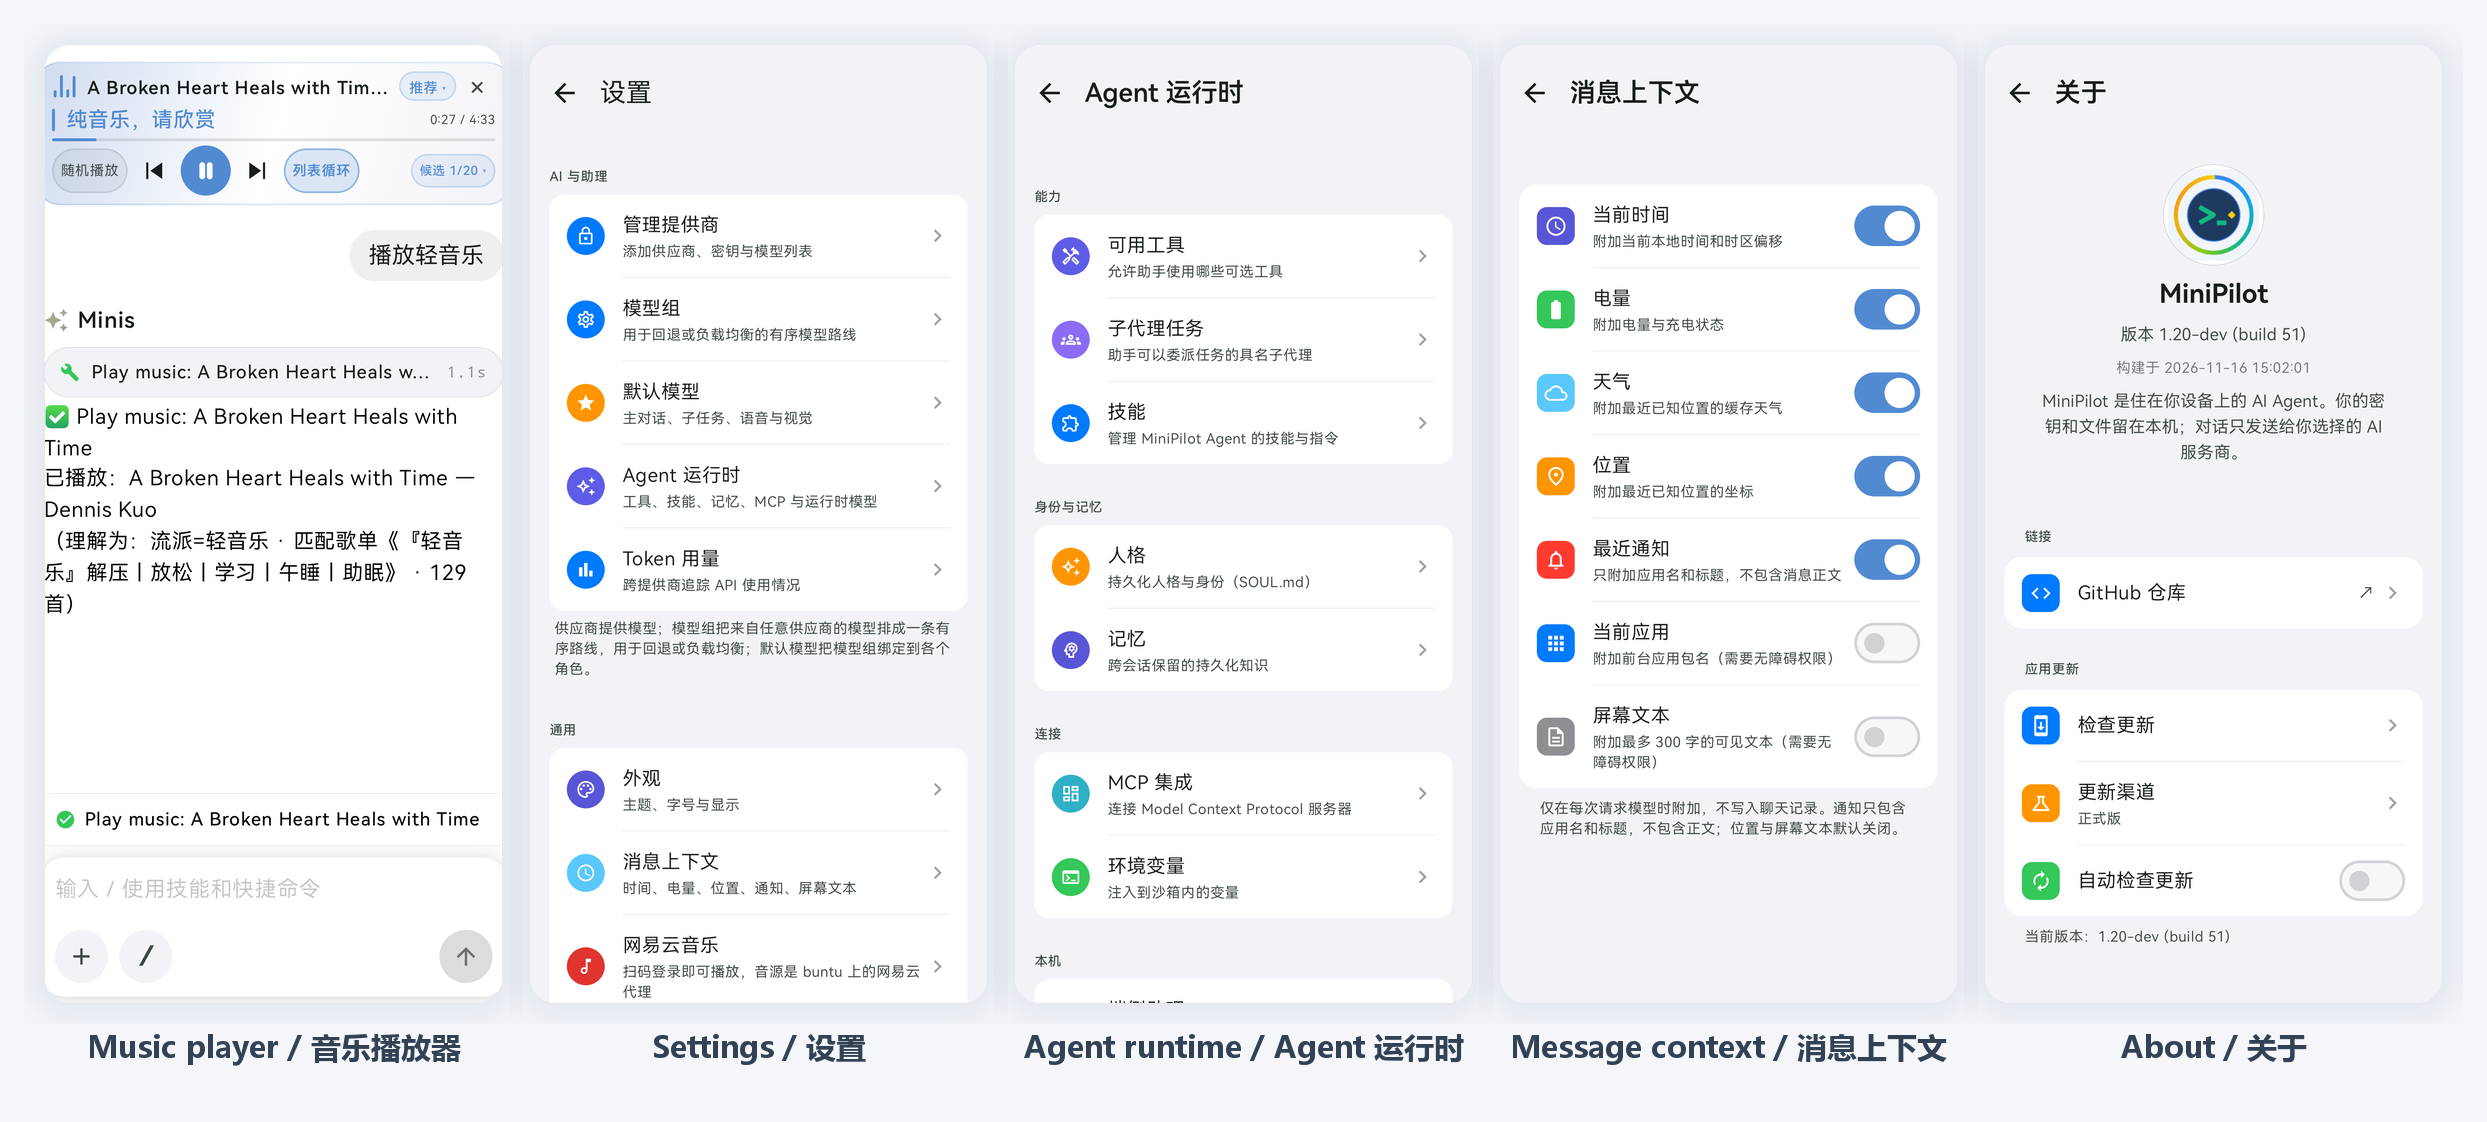 A Broken Heart Heals with Tim...
推荐
纯音乐，请欣赏
0:27 / 4:33
随机播放
列表循环
候选 1/20
播放轻音乐
Minis
Play music: A Broken Heart Heals w...
1.1s
Play music: A Broken Heart Heals with
Time
已播放：A Broken Heart Heals with Time —
Dennis Kuo
（理解为：流派=轻音乐 · 匹配歌单《『轻音
乐』解压丨放松丨学习丨午睡丨助眠》 · 129
首）
Play music: A Broken Heart Heals with Time
输入 / 使用技能和快捷命令
+
/
Music player / 音乐播放器
设置
AI 与助理
管理提供商
添加供应商、密钥与模型列表
模型组
用于回退或负载均衡的有序模型路线
默认模型
主对话、子任务、语音与视觉
Agent 运行时
工具、技能、记忆、MCP 与运行时模型
Token 用量
跨提供商追踪 API 使用情况
供应商提供模型；模型组把来自任意供应商的模型排成一条有
序路线，用于回退或负载均衡；默认模型把模型组绑定到各个
角色。
通用
外观
主题、字号与显示
消息上下文
时间、电量、位置、通知、屏幕文本
网易云音乐
扫码登录即可播放，音源是 buntu 上的网易云
代理
Settings / 设置
Agent 运行时
能力
可用工具
允许助手使用哪些可选工具
子代理任务
助手可以委派任务的具名子代理
技能
管理 MiniPilot Agent 的技能与指令
身份与记忆
人格
持久化人格与身份（SOUL.md）
记忆
跨会话保留的持久化知识
连接
MCP 集成
连接 Model Context Protocol 服务器
环境变量
注入到沙箱内的变量
本机
Agent runtime / Agent 运行时
消息上下文
当前时间
附加当前本地时间和时区偏移
电量
附加电量与充电状态
天气
附加最近已知位置的缓存天气
位置
附加最近已知位置的坐标
最近通知
只附加应用名和标题，不包含消息正文
当前应用
附加前台应用包名（需要无障碍权限）
屏幕文本
附加最多 300 字的可见文本（需要无
障碍权限）
仅在每次请求模型时附加，不写入聊天记录。通知只包含
应用名和标题，不包含正文；位置与屏幕文本默认关闭。
Message context / 消息上下文
关于
MiniPilot
版本 1.20-dev (build 51)
构建于 2026-11-16 15:02:01
MiniPilot 是住在你设备上的 AI Agent。你的密
钥和文件留在本机；对话只发送给你选择的 AI
服务商。
链接
GitHub 仓库
应用更新
检查更新
更新渠道
正式版
自动检查更新
当前版本：1.20-dev (build 51)
About / 关于